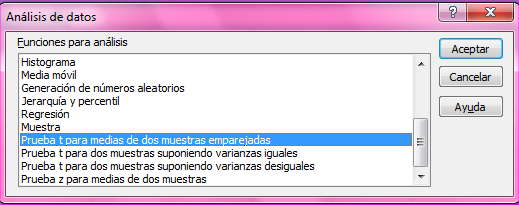 Análisis de datos
Funciones para análisis
Histograma
Media móvil
Generación de números aleatorios
Jerarquía y percentil
Regresión
Muestra
Prueba t para medias de dos muestras emparejadas
Prueba t para dos muestras suponiendo varianzas iguales
Prueba t para dos muestras suponiendo varianzas desiguales
Prueba z para medias de dos muestras
Aceptar
Cancelar
Ayuda